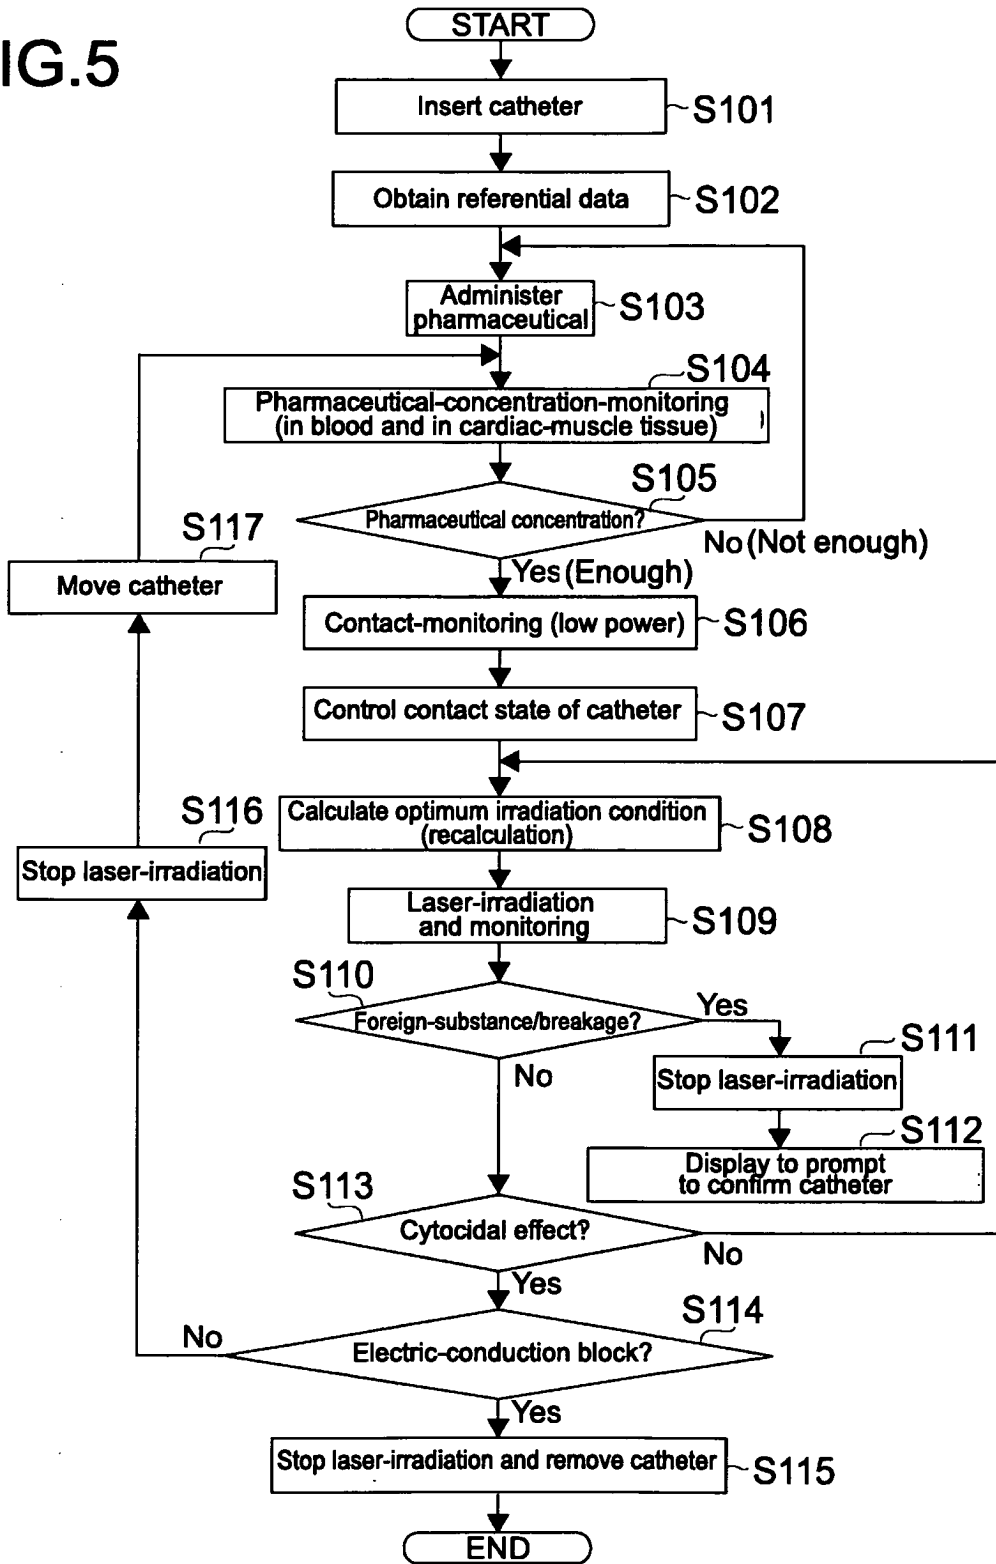 IG.5
START
Insert catheter
S101
Obtain referential data
S102
Administer
pharmaceutical
S103
S104
Pharmaceutical-concentration-monitoring
(in blood and in cardiac-muscle tissue)
S105
Pharmaceutical concentration?
No (Not enough)
Yes (Enough)
S117
Move catheter
Contact-monitoring (low power)
S106
Control contact state of catheter
S107
S116
Stop laser-irradiation
Calculate optimum irradiation condition
(recalculation)
S108
Laser-irradiation
and monitoring
S109
S110
Foreign-substance/breakage?
Yes
No
S111
Stop laser-irradiation
S112
Display to prompt
to confirm catheter
S113
Cytocidal effect?
No
Yes
S114
Electric-conduction block?
No
Yes
Stop laser-irradiation and remove catheter
S115
END